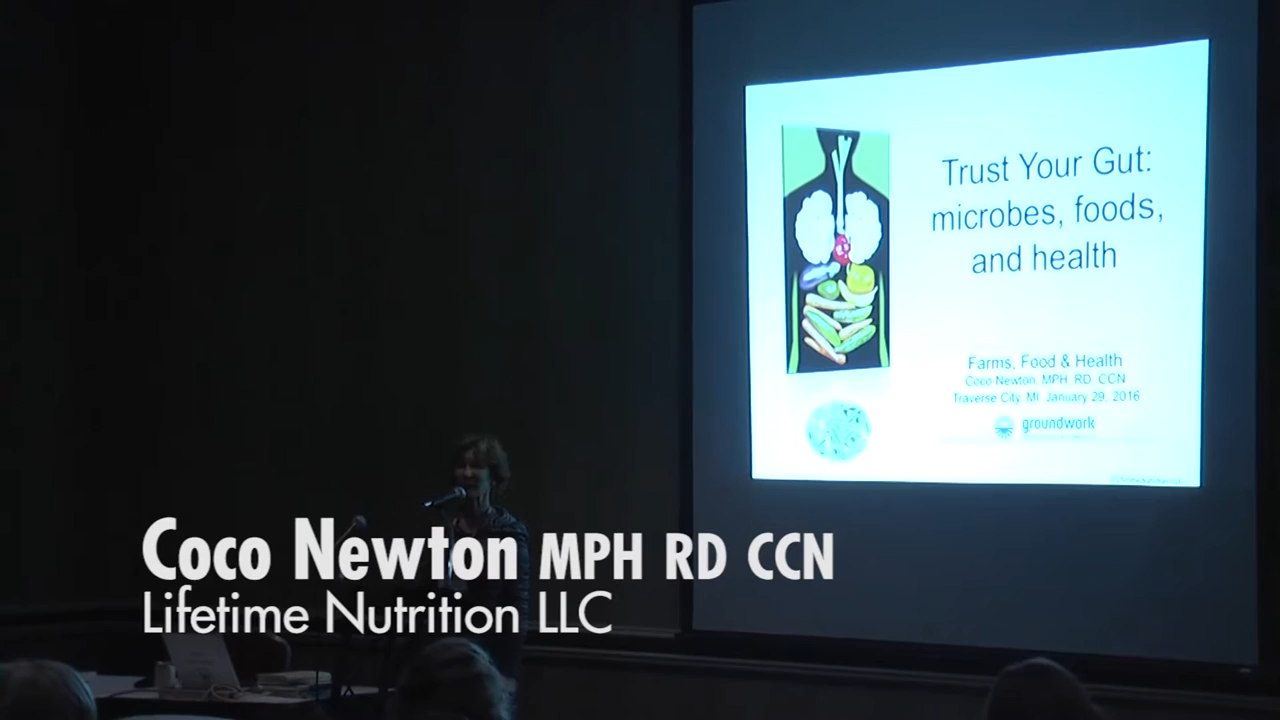 Trust Your Gut:
microbes, foods,
and health
Farms, Food & Health
Coco Newton MPH RD CCN
Traverse City, MI January 29, 2016
groundwork
Coco Newton MPH RD CCN
Lifetime Nutrition LLC